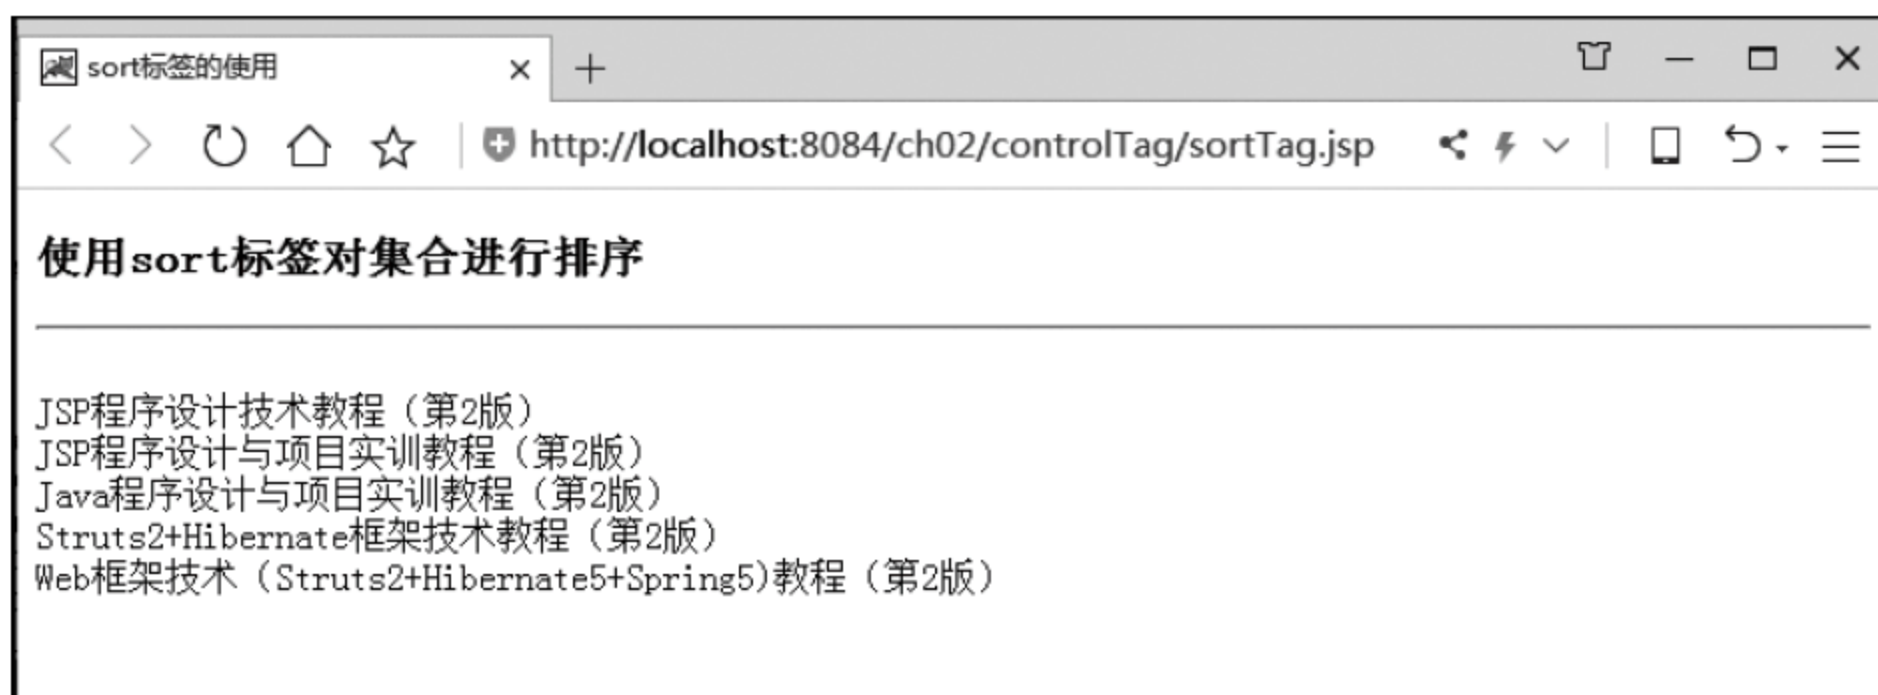 sort标签的使用
http://localhost:8084/ch02/controlTag/sortTag.jsp
使用sort标签对集合进行排序
JSP程序设计技术教程（第2版）
JSP程序设计与项目实训教程（第2版）
Java程序设计与项目实训教程（第2版）
Struts2+Hibernate框架技术教程（第2版）
Web框架技术（Struts2+Hibernate5+Spring5)教程（第2版）